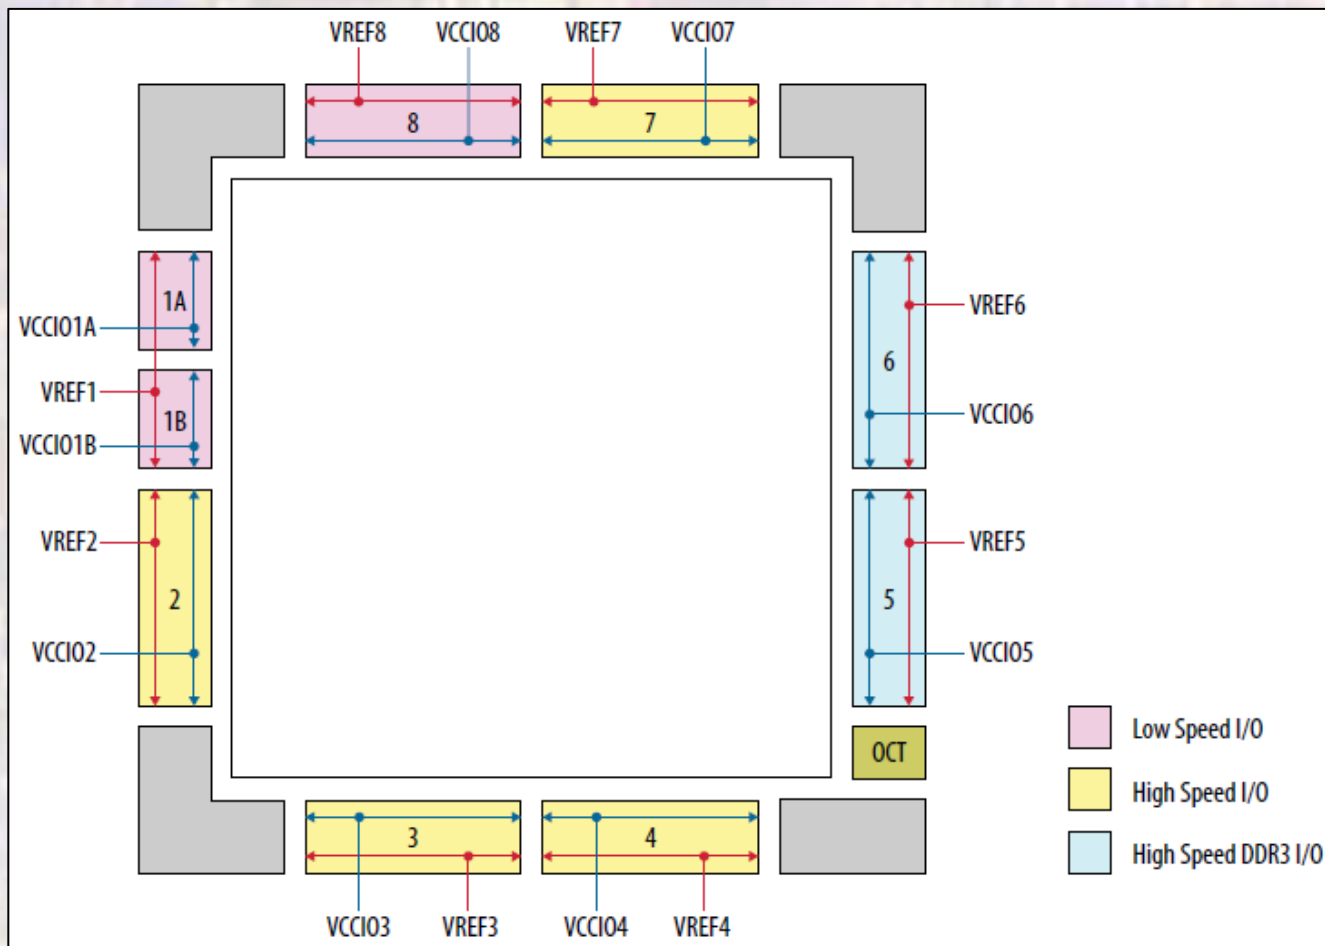 VREF8 VCCIO8 VREF7 VCCIO7
8 7
1A
VCCIO1A
VREF1
1B
VCCIO1B
VREF2
2
VCCIO2
VREF6
6
VCCIO6
VREF5
5
VCCIO5
OCT
3 4
VCCIO3 VREF3 VCCIO4 VREF4
Low Speed I/O
High Speed I/O
High Speed DDR3 I/O